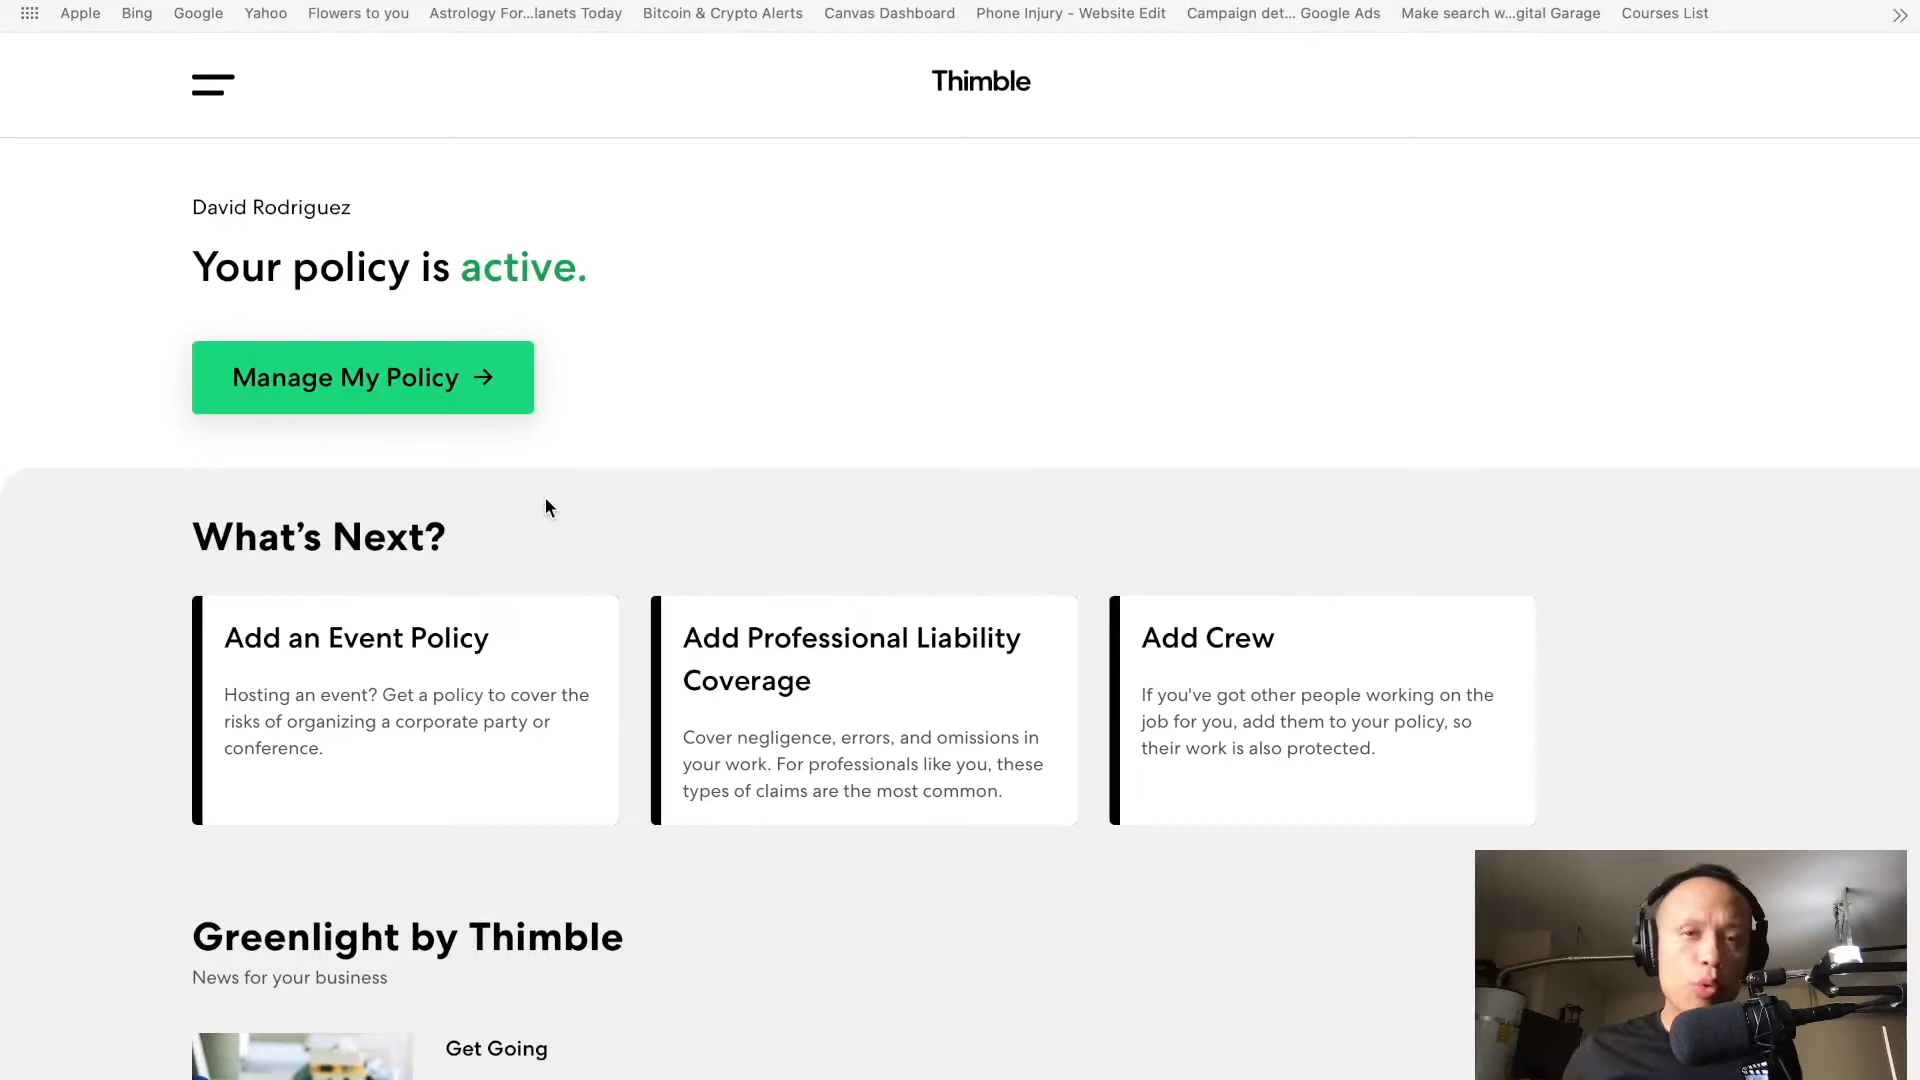 Apple Bing Google Yahoo Flowers to you Astrology For...lanets Today Bitcoin & Crypto Alerts Canvas Dashboard Phone Injury - Website Edit Campaign det... Google Ads Make search w...gital Garage Courses List
Thimble
David Rodriguez
Your policy is active.
Manage My Policy →
What's Next?
Add an Event Policy
Hosting an event? Get a policy to cover the
risks of organizing a corporate party or
conference.
Add Professional Liability
Coverage
Cover negligence, errors, and omissions in
your work. For professionals like you, these
types of claims are the most common.
Add Crew
If you've got other people working on the
job for you, add them to your policy, so
their work is also protected.
Greenlight by Thimble
News for your business
Get Going